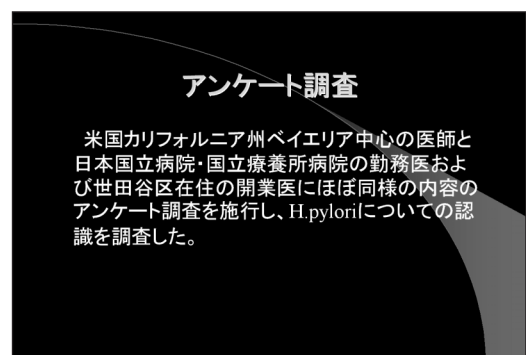 アンケート調査
米国カリフォルニア州ベイエリア中心の医師と
日本国立病院・国立療養所病院の勤務医およ
び世田谷区在住の開業医にほぼ同様の内容の
アンケート調査を施行し、H.pyloriについての認
識を調査した。